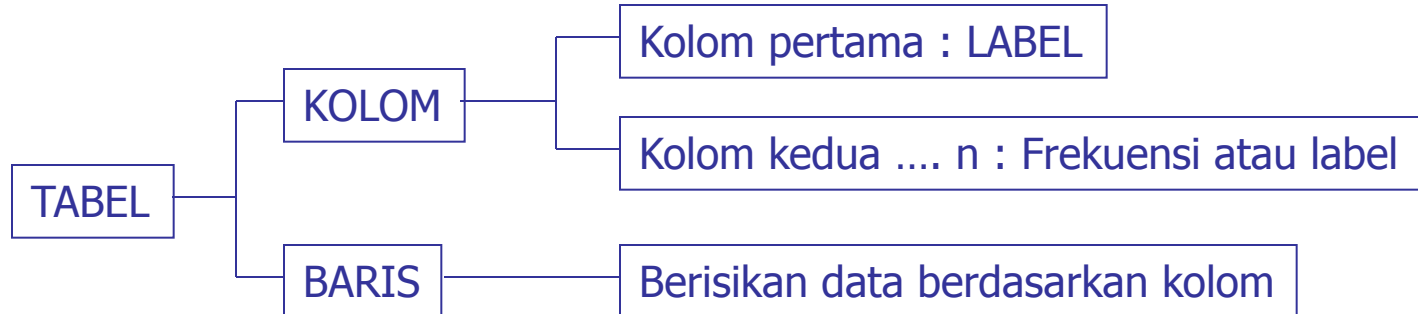 Kolom pertama : LABEL
KOLOM
Kolom kedua …. n : Frekuensi atau label
TABEL
BARIS
Berisikan data berdasarkan kolom